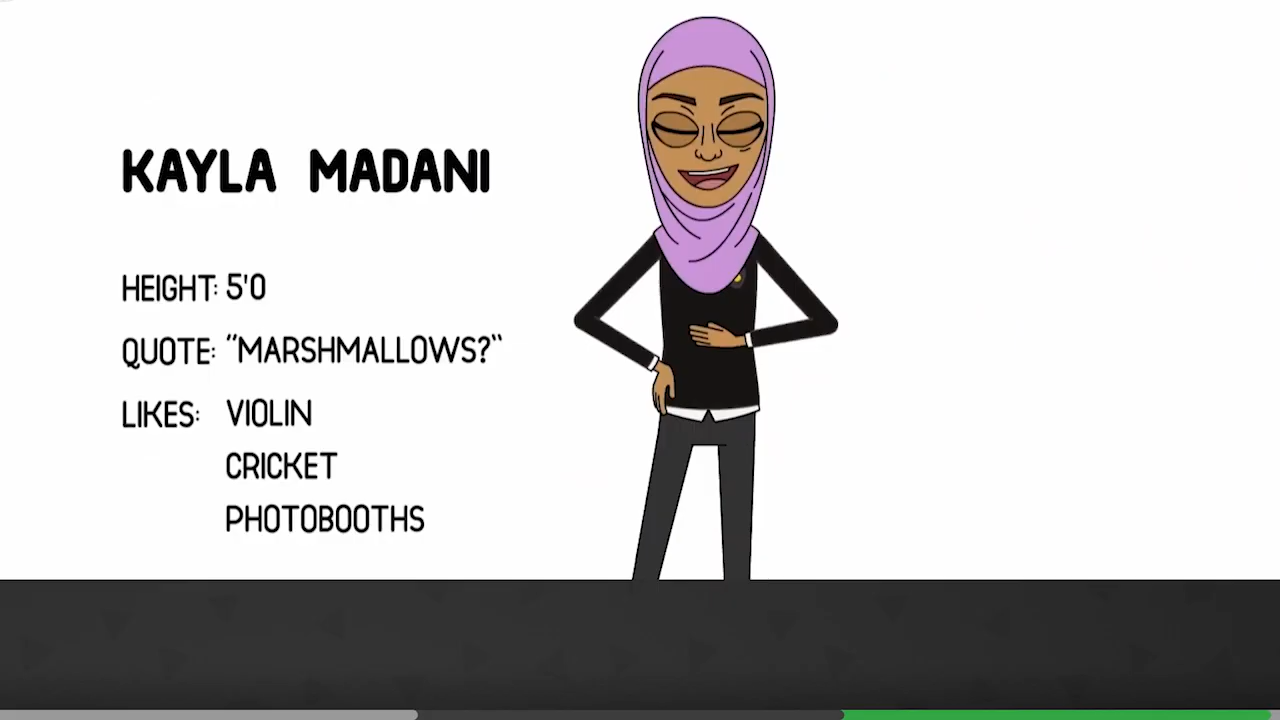 KAYLA MADANI
HEIGHT: 5'0
QUOTE: "MARSHMALLOWS?"
LIKES: VIOLIN
CRICKET
PHOTOBOOTHS